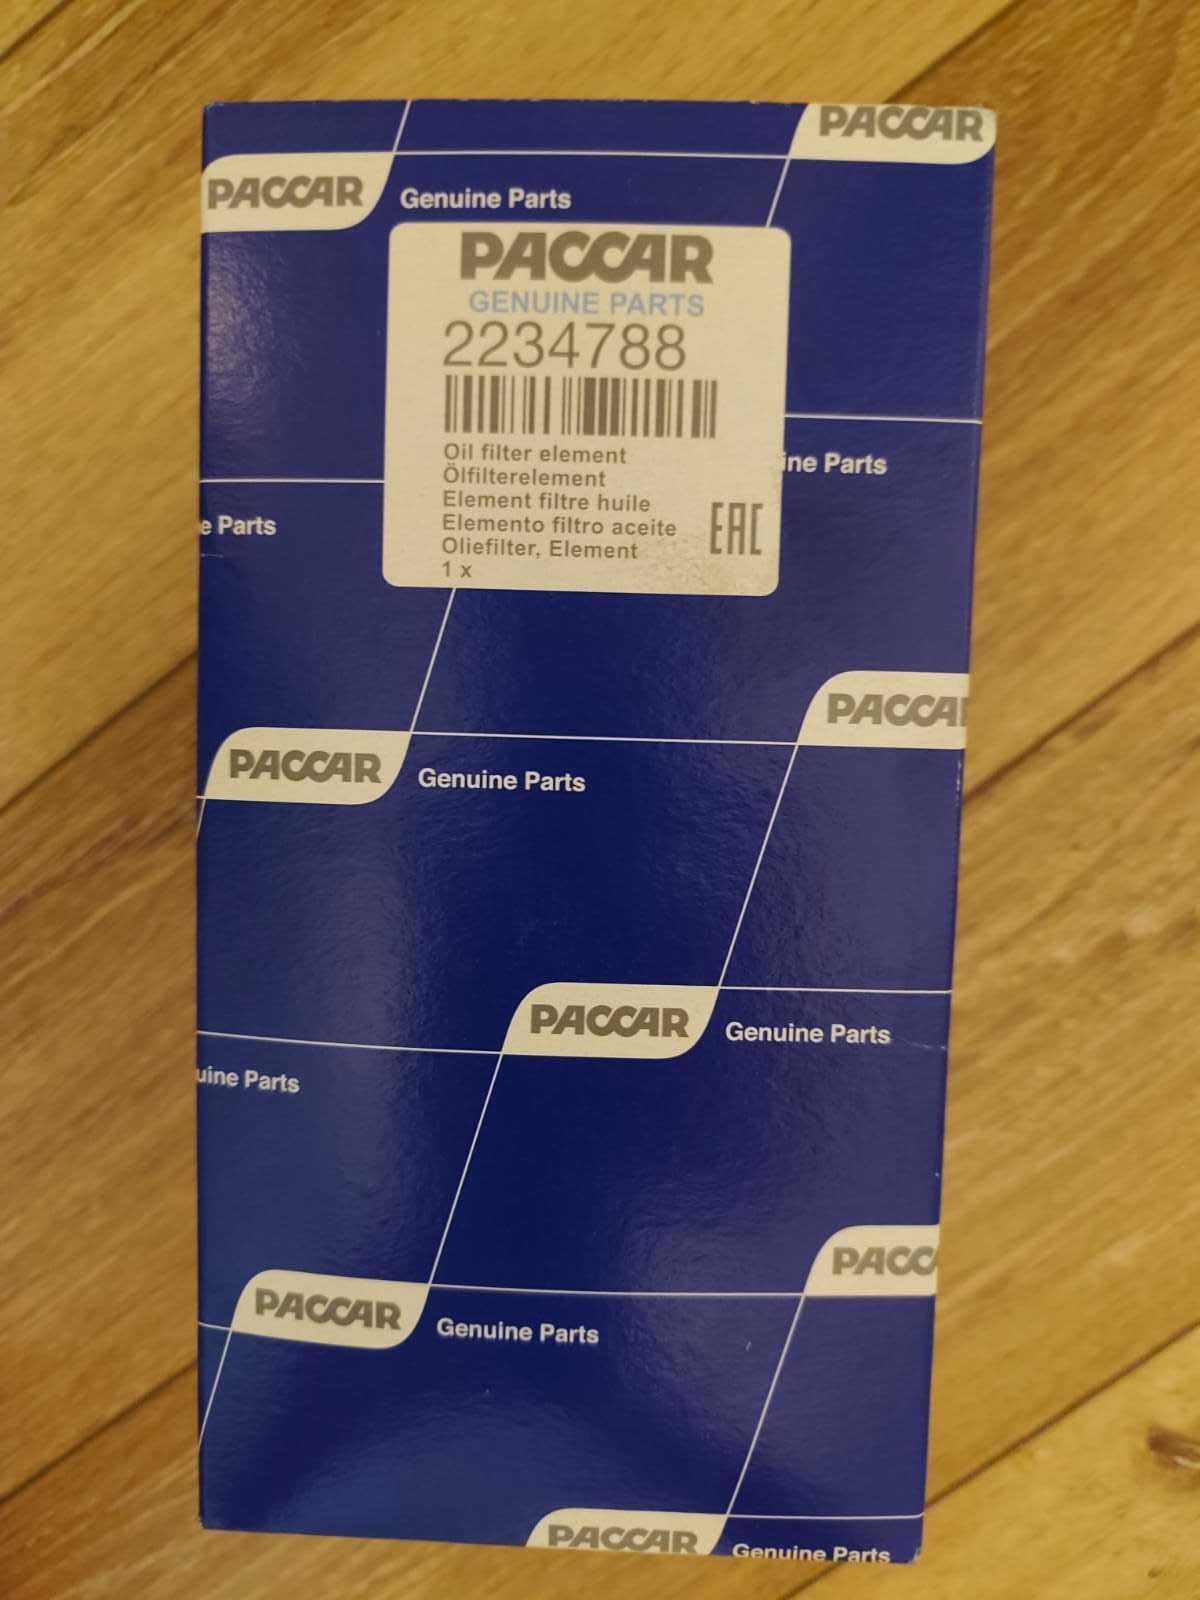 PACCAR
PACCAR Genuine Parts
PACCAR
GENUINE PARTS
2234788
Oil filter element
Ölfilterelement
Element filtre huile
Elemento filtro aceite
Oliefilter, Element
1 x
EAC
ine Parts
e Parts
PACCA
PACCAR Genuine Parts
PACCAR Genuine Parts
uine Parts
PACC
PACCAR Genuine Parts
PACCAR Genuine Parts